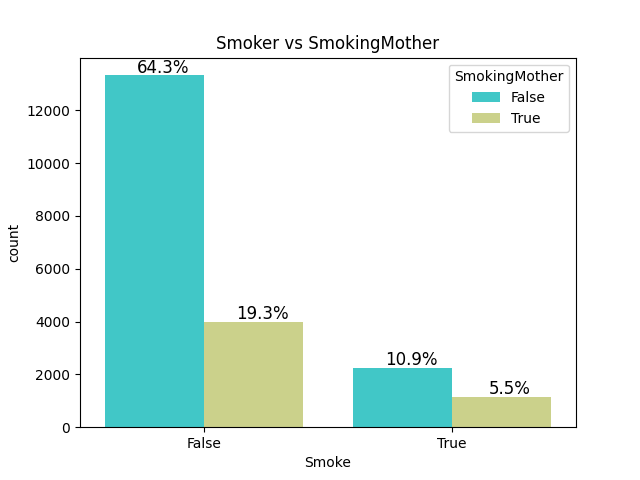 Smoker vs SmokingMother
64.3%
19.3%
10.9%
5.5%
SmokingMother
False
True
count
12000
10000
8000
6000
4000
2000
0
False
True
Smoke